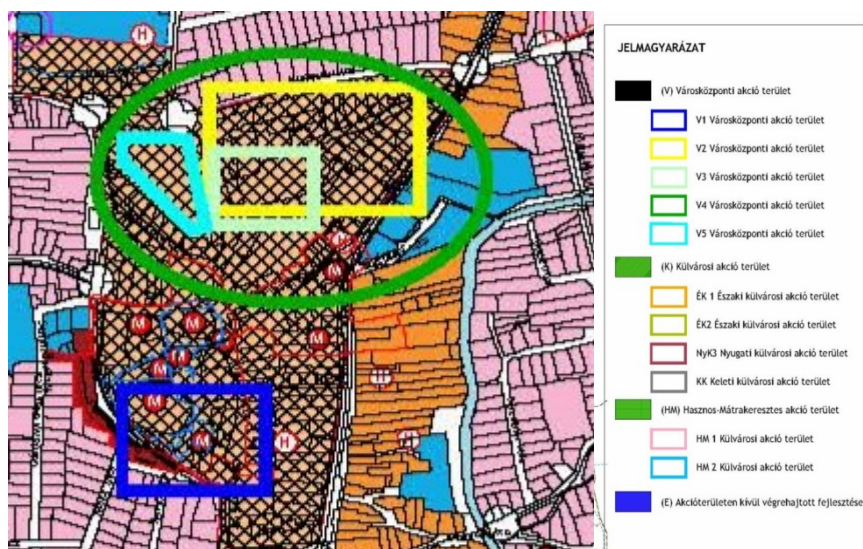 JELMAGYARÁZAT
(V) Városközponti akció terület
V1 Városközponti akció terület
V2 Városközponti akció terület
V3 Városközponti akció terület
V4 Városközponti akció terület
V5 Városközponti akció terület
(K) Külvárosi akció terület
ÉK 1 Északi külvárosi akció terület
ÉK2 Északi külvárosi akció terület
NyK3 Nyugati külvárosi akció terület
KK Keleti külvárosi akció terület
(HM) Hasznos-Mátrakeresztes akció terület
HM 1 Külvárosi akció terület
HM 2 Külvárosi akció terület
(E) Akcióterületen kívül végrehajtott fejlesztése
H
M
M
M
M
M
M
M
M
M
H
H
H